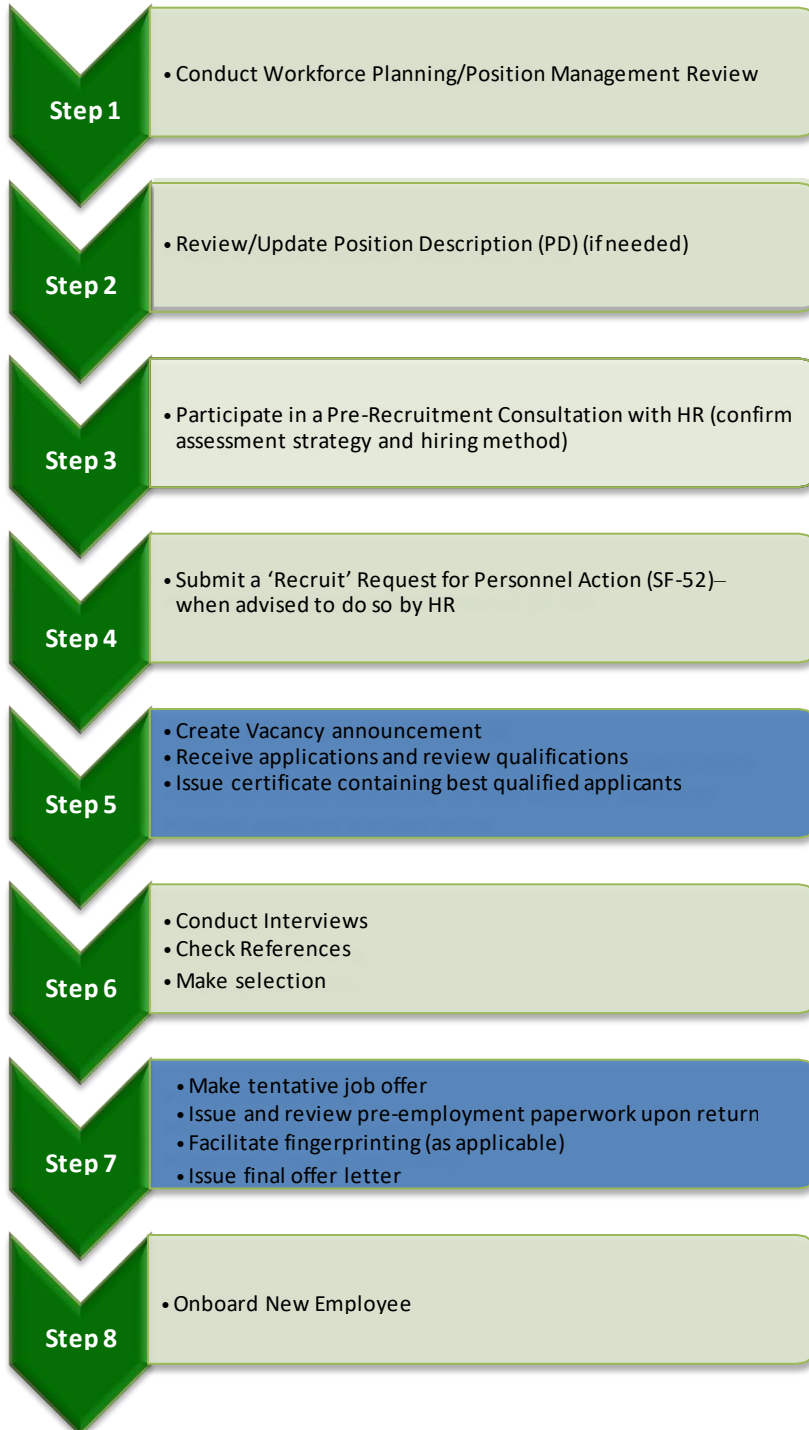 Step 1
• Conduct Workforce Planning/Position Management Review
Step 2
• Review/Update Position Description (PD) (if needed)
Step 3
• Participate in a Pre-Recruitment Consultation with HR (confirm
assessment strategy and hiring method)
Step 4
• Submit a ‘Recruit’ Request for Personnel Action (SF-52)–
when advised to do so by HR
Step 5
• Create Vacancy announcement
• Receive applications and review qualifications
• Issue certificate containing best qualified applicants
Step 6
• Conduct Interviews
• Check References
• Make selection
Step 7
• Make tentative job offer
• Issue and review pre-employment paperwork upon return
• Facilitate fingerprinting (as applicable)
• Issue final offer letter
Step 8
• Onboard New Employee